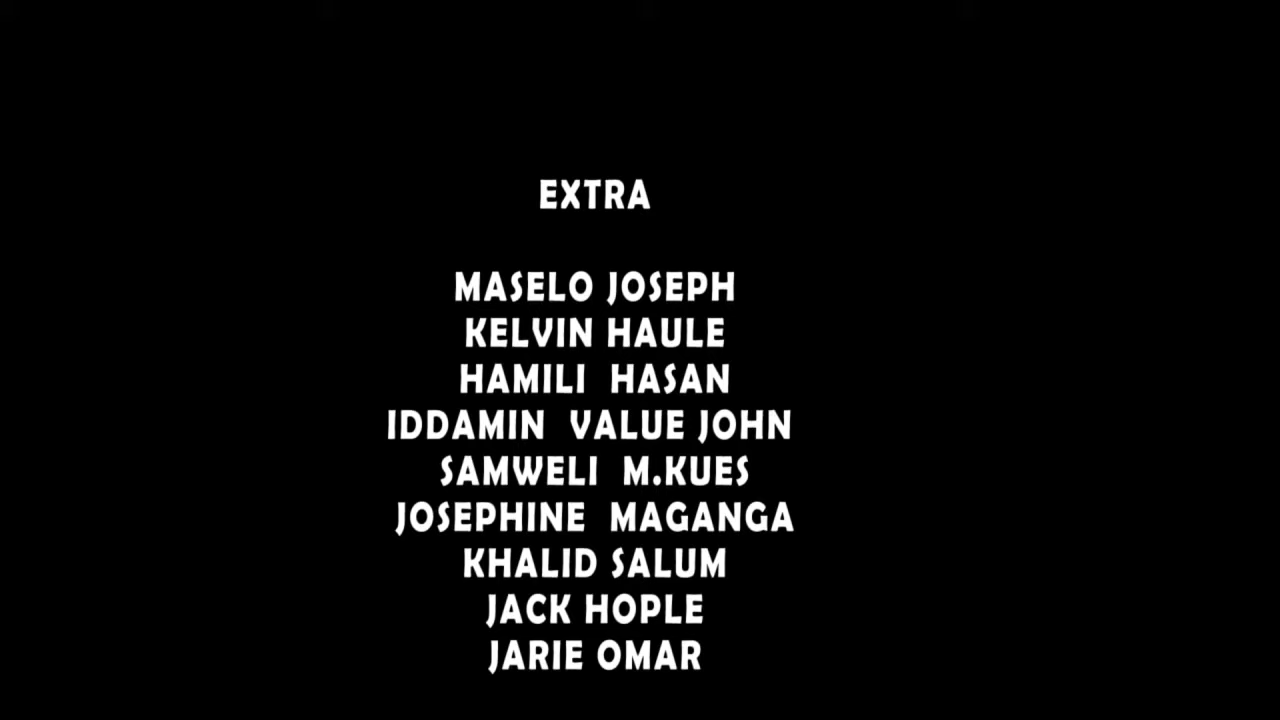 EXTRA
MASELO JOSEPH
KELVIN HAULE
HAMILI HASAN
IDDAMIN VALUE JOHN
SAMWELI M.KUES
JOSEPHINE MAGANGA
KHALID SALUM
JACK HOPLE
JARIE OMAR